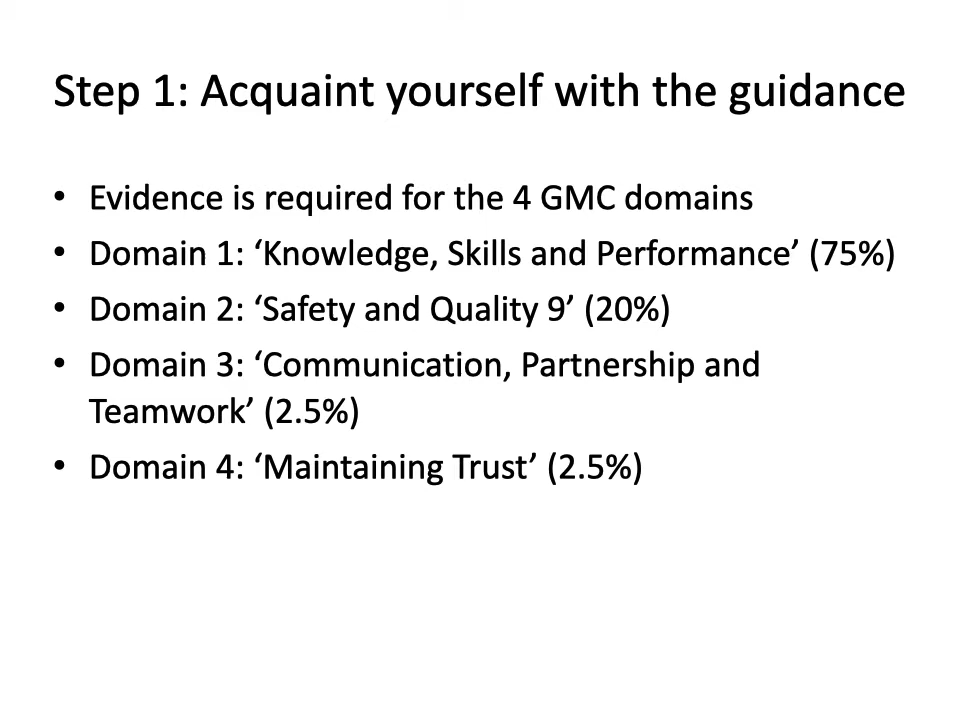 Step 1: Acquaint yourself with the guidance
• Evidence is required for the 4 GMC domains
• Domain 1: ‘Knowledge, Skills and Performance’ (75%)
• Domain 2: ‘Safety and Quality 9’ (20%)
• Domain 3: ‘Communication, Partnership and
Teamwork’ (2.5%)
• Domain 4: ‘Maintaining Trust’ (2.5%)